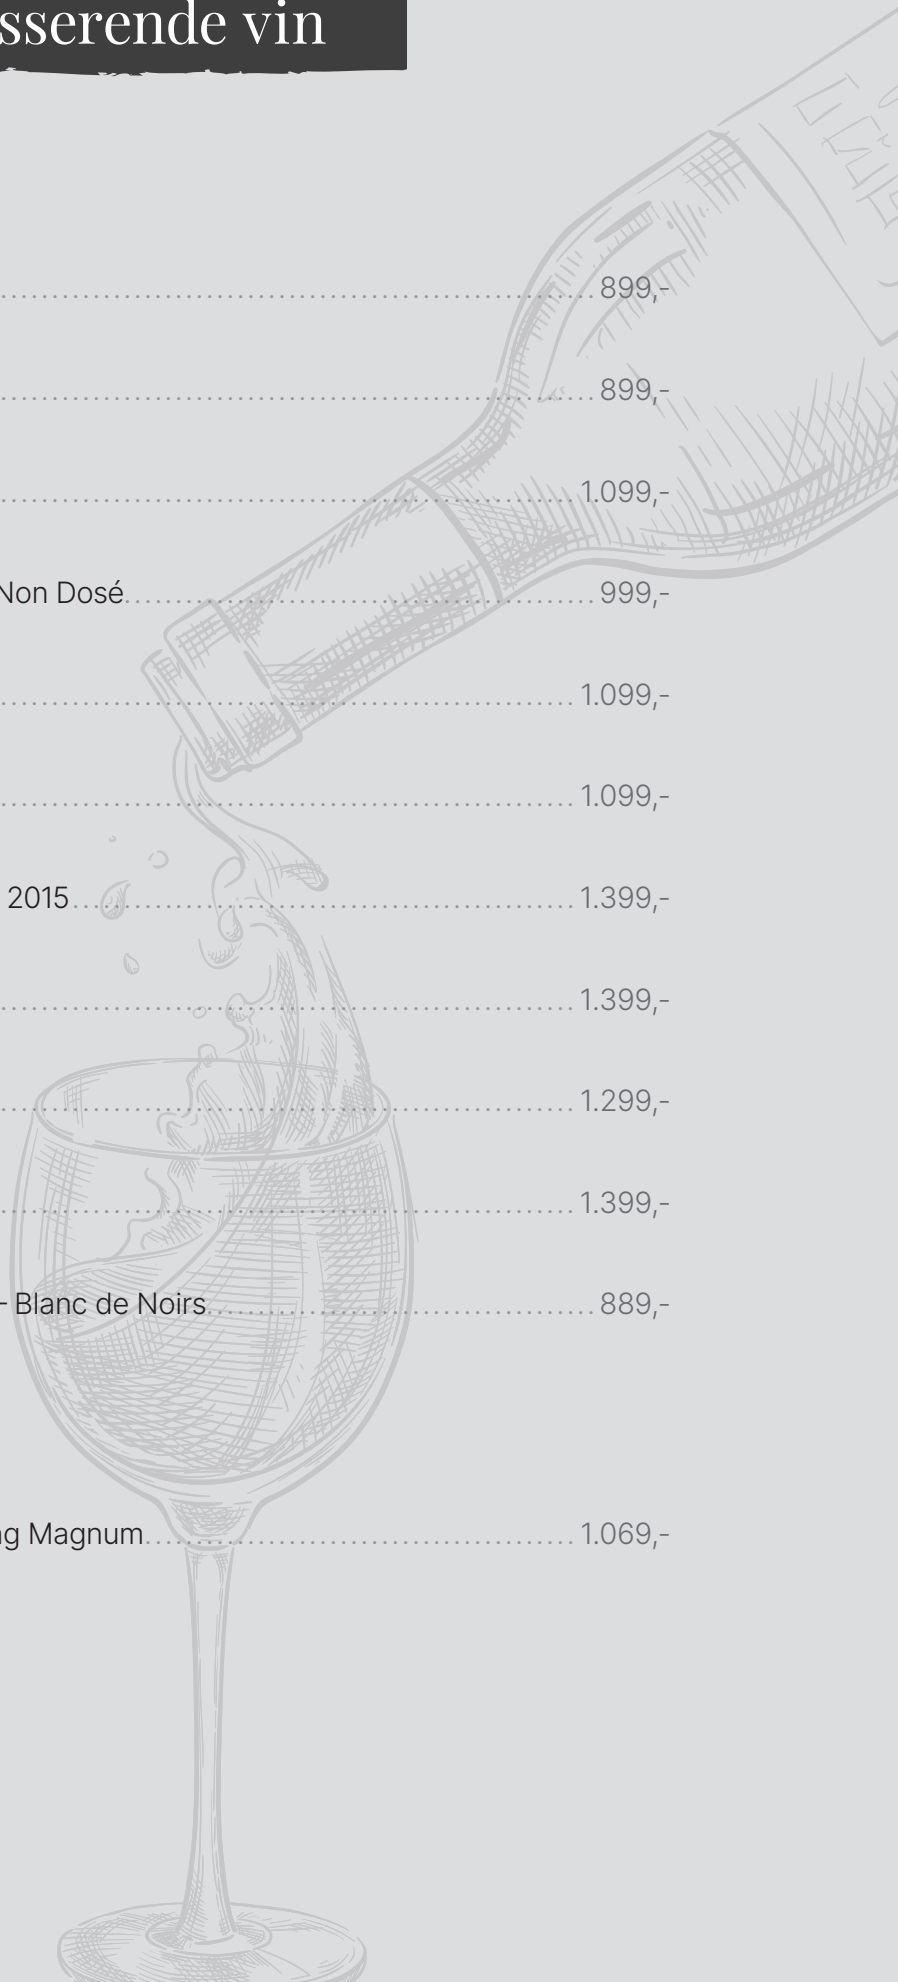 sserende vin
899,-
899,-
1.099,-
Non Dosé 999,-
1.099,-
1.099,-
2015 1.399,-
1.399,-
1.299,-
1.399,-
- Blanc de Noirs 889,-
ng Magnum 1.069,-